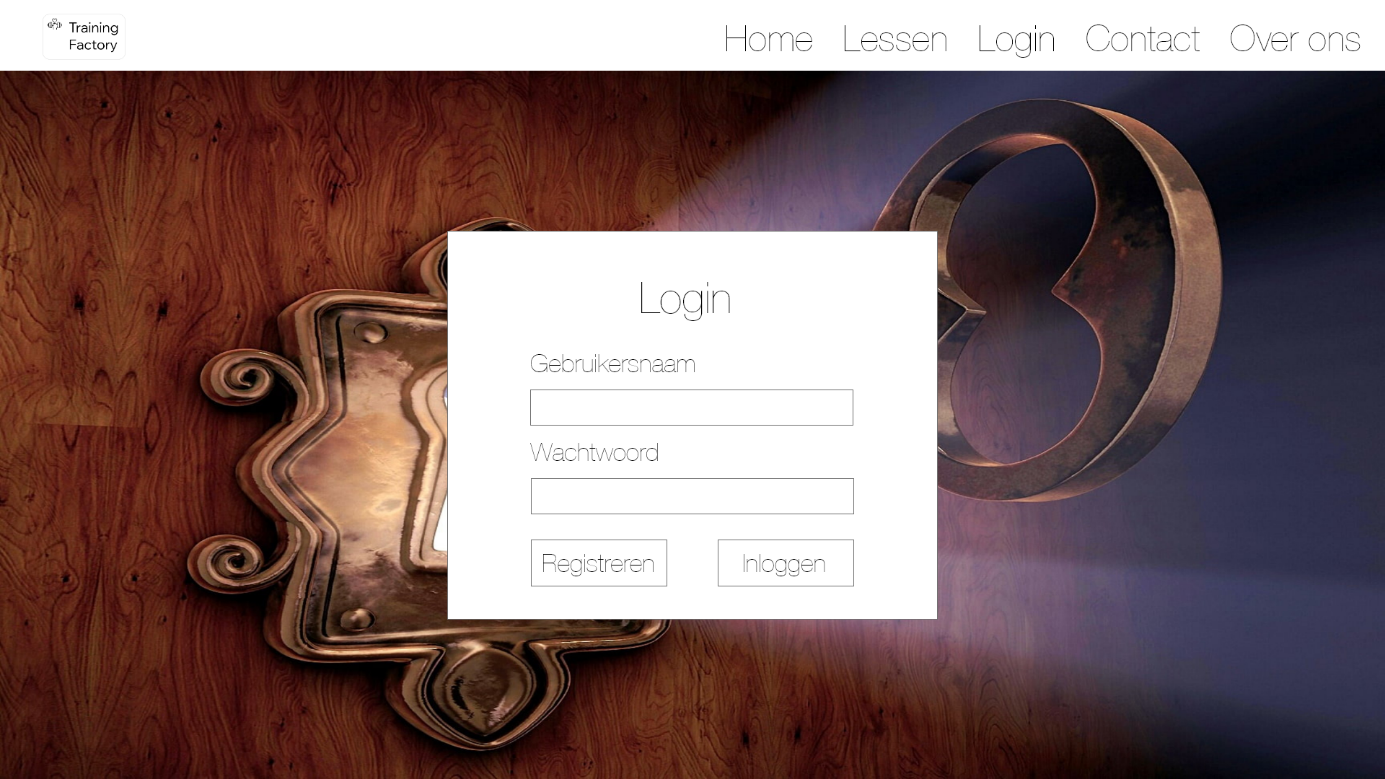 Training
Factory
Home Lessen Login Contact Over ons
Login
Gebruikersnaam
Wachtwoord
Registreren Inloggen